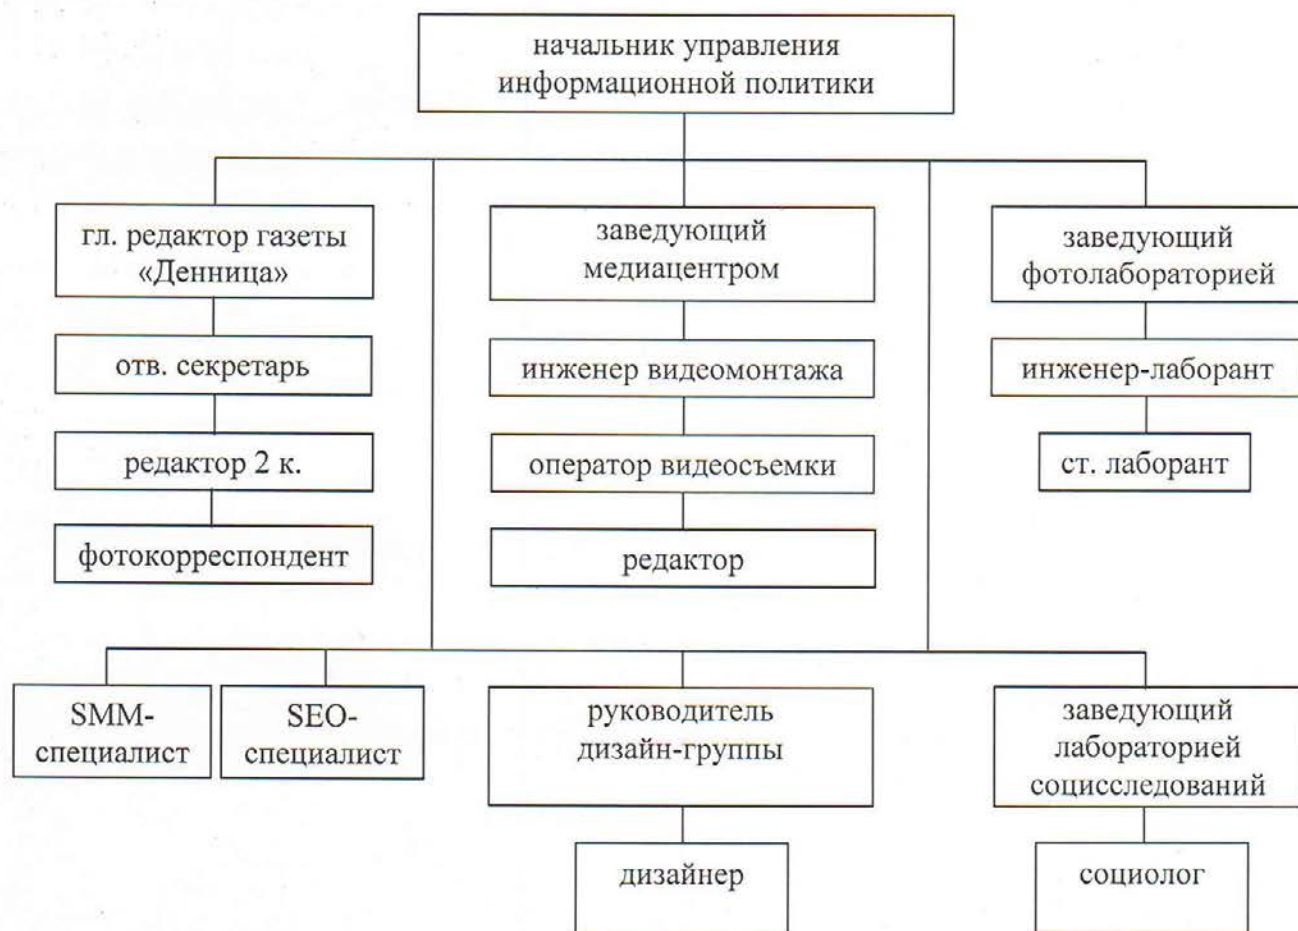 начальник управления
информационной политики
гл. редактор газеты
«Денница»
заведующий
медиацентром
заведующий
фотолабораторией
отв. секретарь
инженер видеомонтажа
инженер-лаборант
редактор 2 к.
оператор видеосъемки
ст. лаборант
фотокорреспондент
редактор
SMM-
специалист
SEO-
специалист
руководитель
дизайн-группы
заведующий
лабораторией
социсследований
дизайнер
социолог